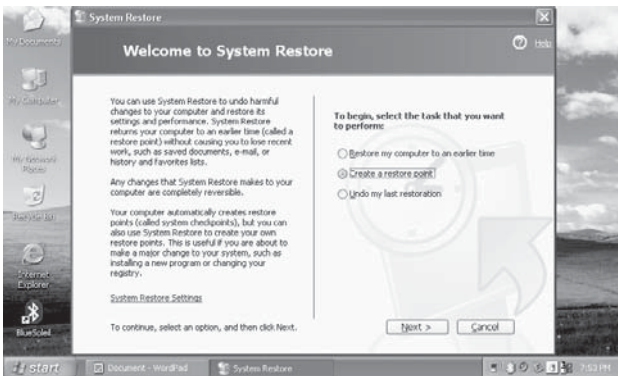 System Restore
My Documents
Welcome to System Restore
Help
My Computer
You can use System Restore to undo harmful
changes to your computer and restore its
settings and performance. System Restore
returns your computer to an earlier time (called a
restore point) without causing you to lose recent
work, such as saved documents, e-mail, or
history and favorites lists.
Any changes that System Restore makes to your
computer are completely reversible.
Your computer automatically creates restore
points (called system checkpoints), but you can
also use System Restore to create your own
restore points. This is useful if you are about to
make a major change to your system, such as
installing a new program or changing your
registry.
System Restore Settings
To continue, select an option, and then click Next.
To begin, select the task that you want
to perform:
Restore my computer to an earlier time
Create a restore point
Undo my last restoration
Next >
Cancel
My Network
Places
Recycle Bin
Internet
Explorer
BlueSoleil
start
Document - WordPad
System Restore
7:53 PM